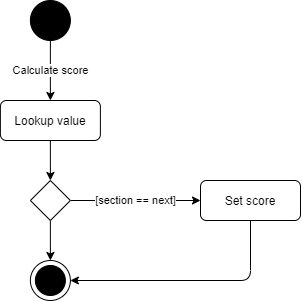 Calculate score
Lookup value
[section == next]
Set score